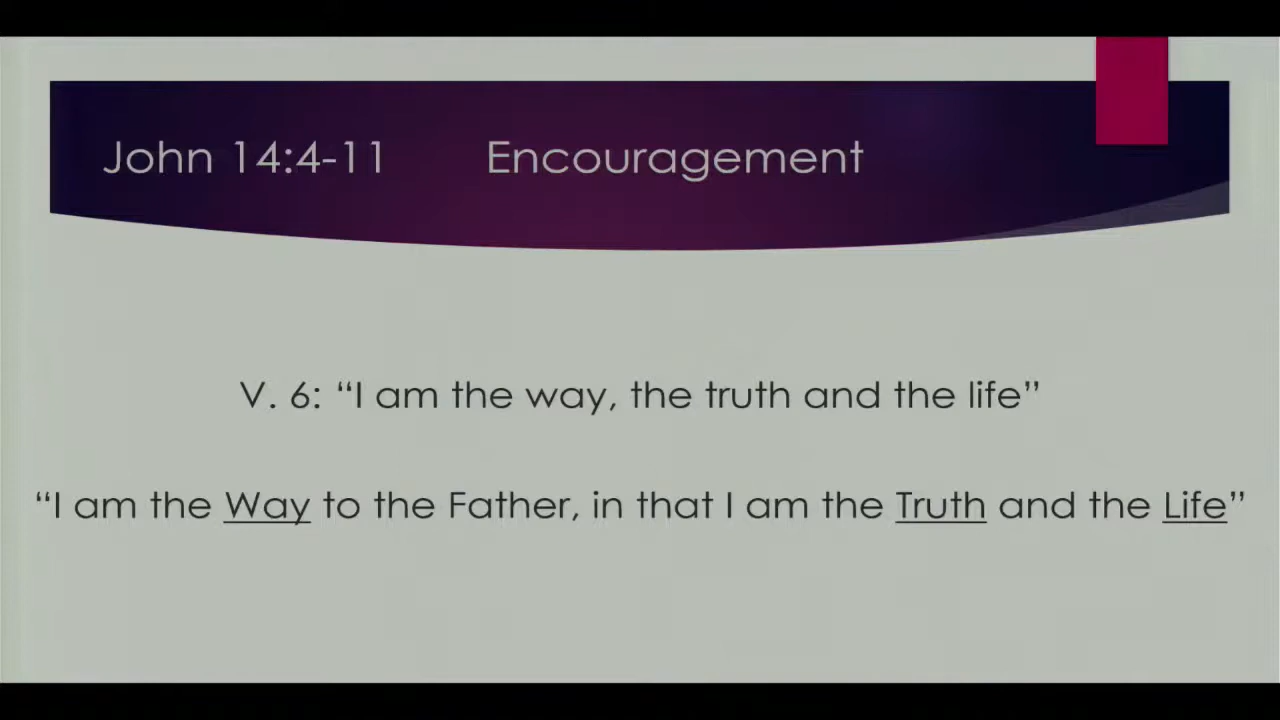 John 14:4-11 Encouragement
V. 6: “I am the way, the truth and the life”
“I am the Way to the Father, in that I am the Truth and the Life”